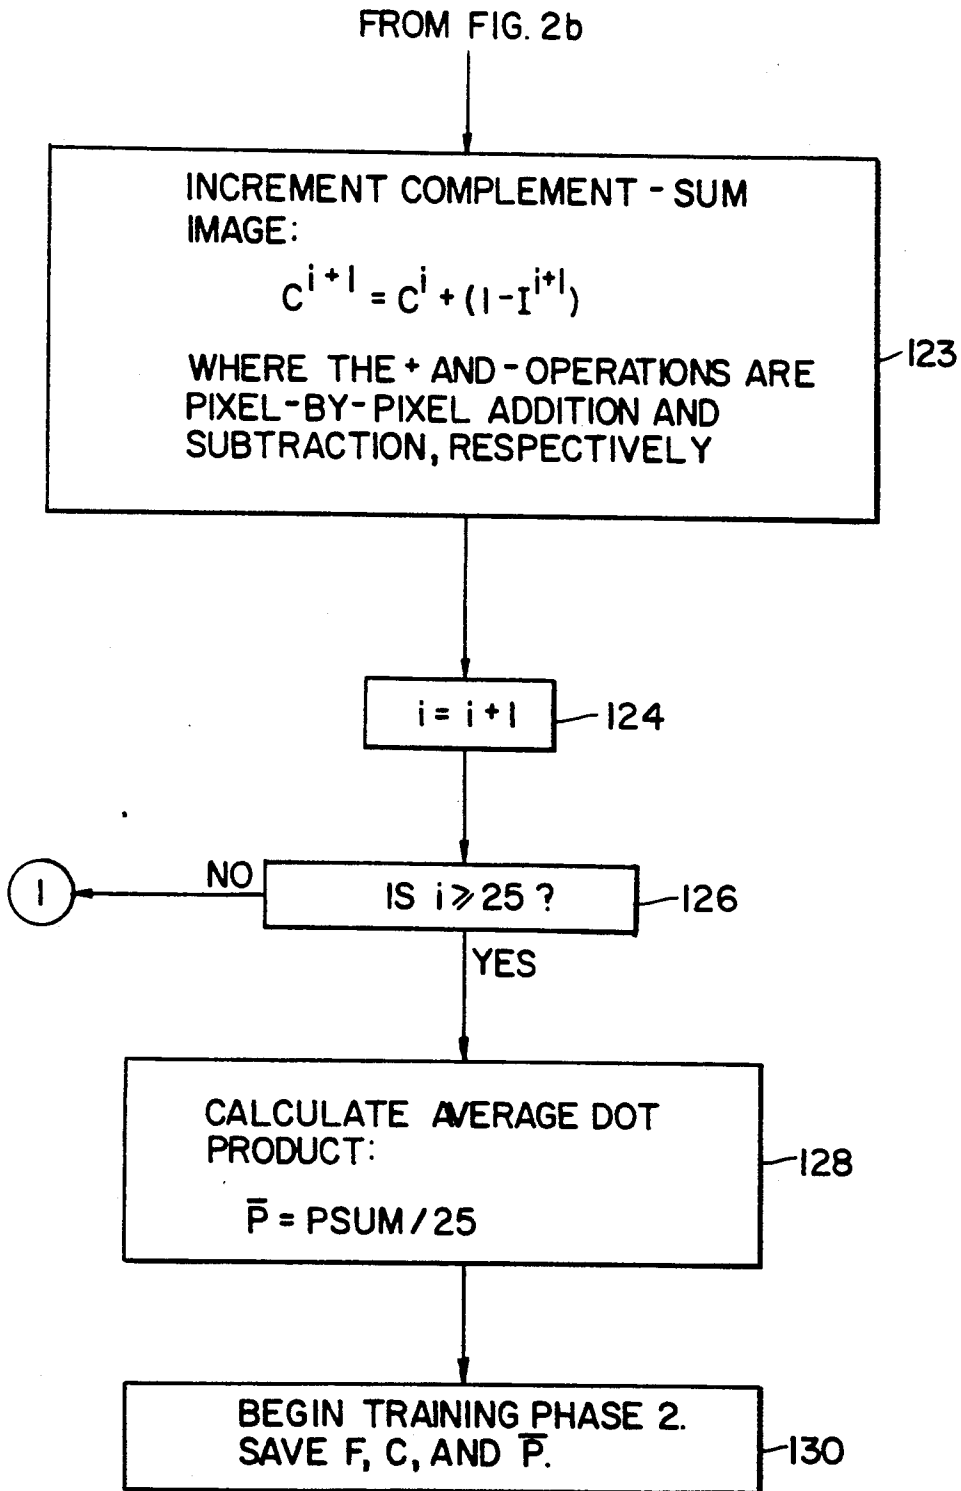 FROM FIG. 2b
INCREMENT COMPLEMENT - SUM
IMAGE:
C^{i+1} = C^{i} + (1 - I^{i+1})
WHERE THE + AND - OPERATIONS ARE
PIXEL-BY-PIXEL ADDITION AND
SUBTRACTION, RESPECTIVELY
123
i = i + 1
124
1
NO
IS i ⩾ 25 ?
126
YES
CALCULATE AVERAGE DOT
PRODUCT:
P̅ = PSUM / 25
128
BEGIN TRAINING PHASE 2.
SAVE F, C, AND P̅.
130